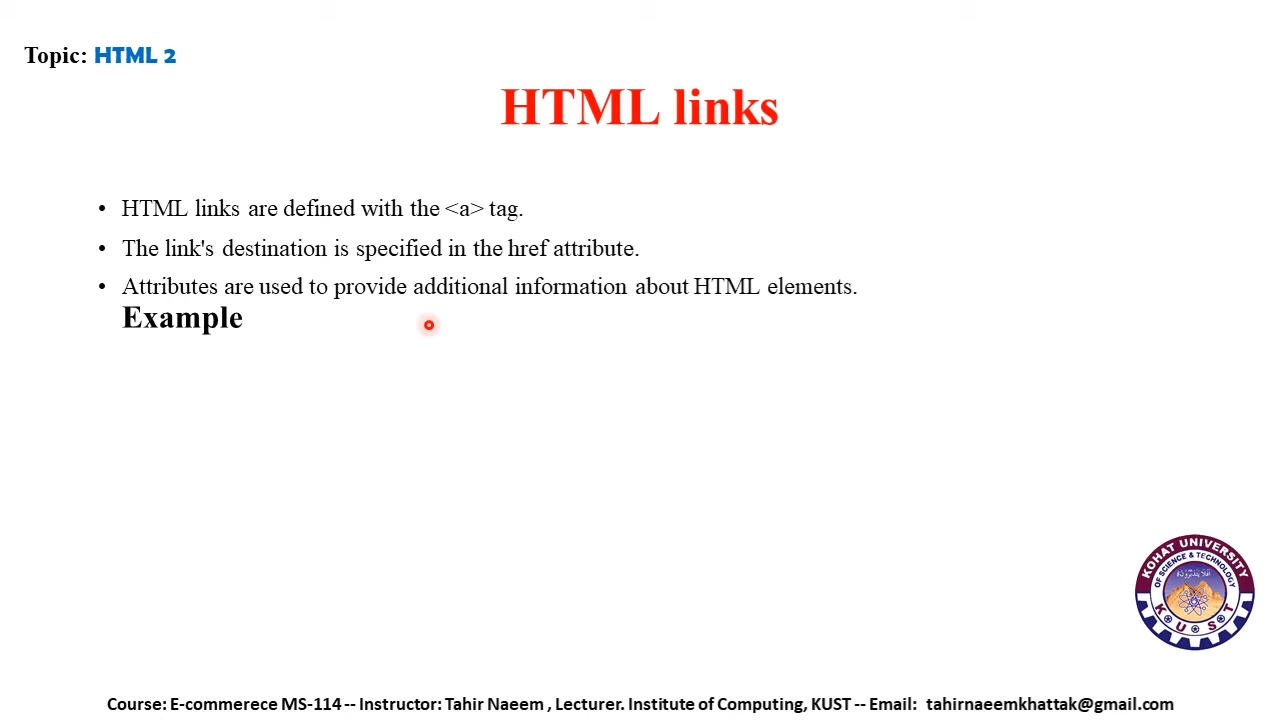 Topic: HTML 2
HTML links
• HTML links are defined with the <a> tag.
• The link's destination is specified in the href attribute.
• Attributes are used to provide additional information about HTML elements.
Example
KOHAT UNIVERSITY
OF SCIENCE & TECHNOLOGY
K U S T
Course: E-commerece MS-114 -- Instructor: Tahir Naeem , Lecturer. Institute of Computing, KUST -- Email: tahirnaeemkhattak@gmail.com